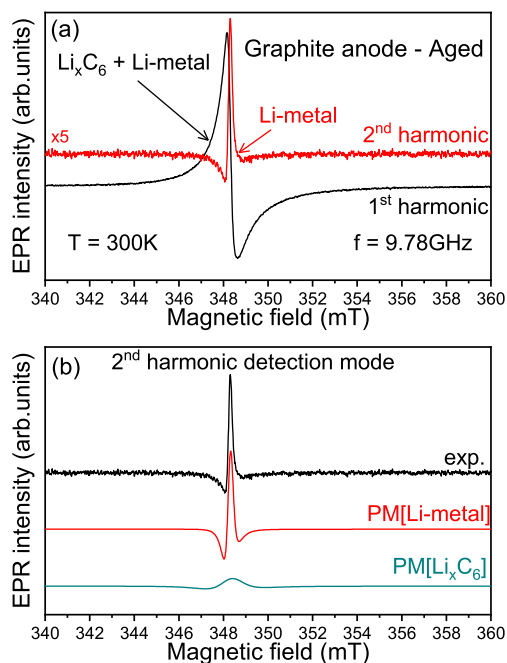 (a)
Graphite anode - Aged
LiₓC₆ + Li-metal
Li-metal
x5
2ⁿᵈ harmonic
1ˢᵗ harmonic
T = 300K
f = 9.78GHz
EPR intensity (arb.units)
340 342 344 346 348 350 352 354 356 358 360
Magnetic field (mT)
(b)
2ⁿᵈ harmonic detection mode
exp.
PM[Li-metal]
PM[LiₓC₆]
EPR intensity (arb.units)
340 342 344 346 348 350 352 354 356 358 360
Magnetic field (mT)